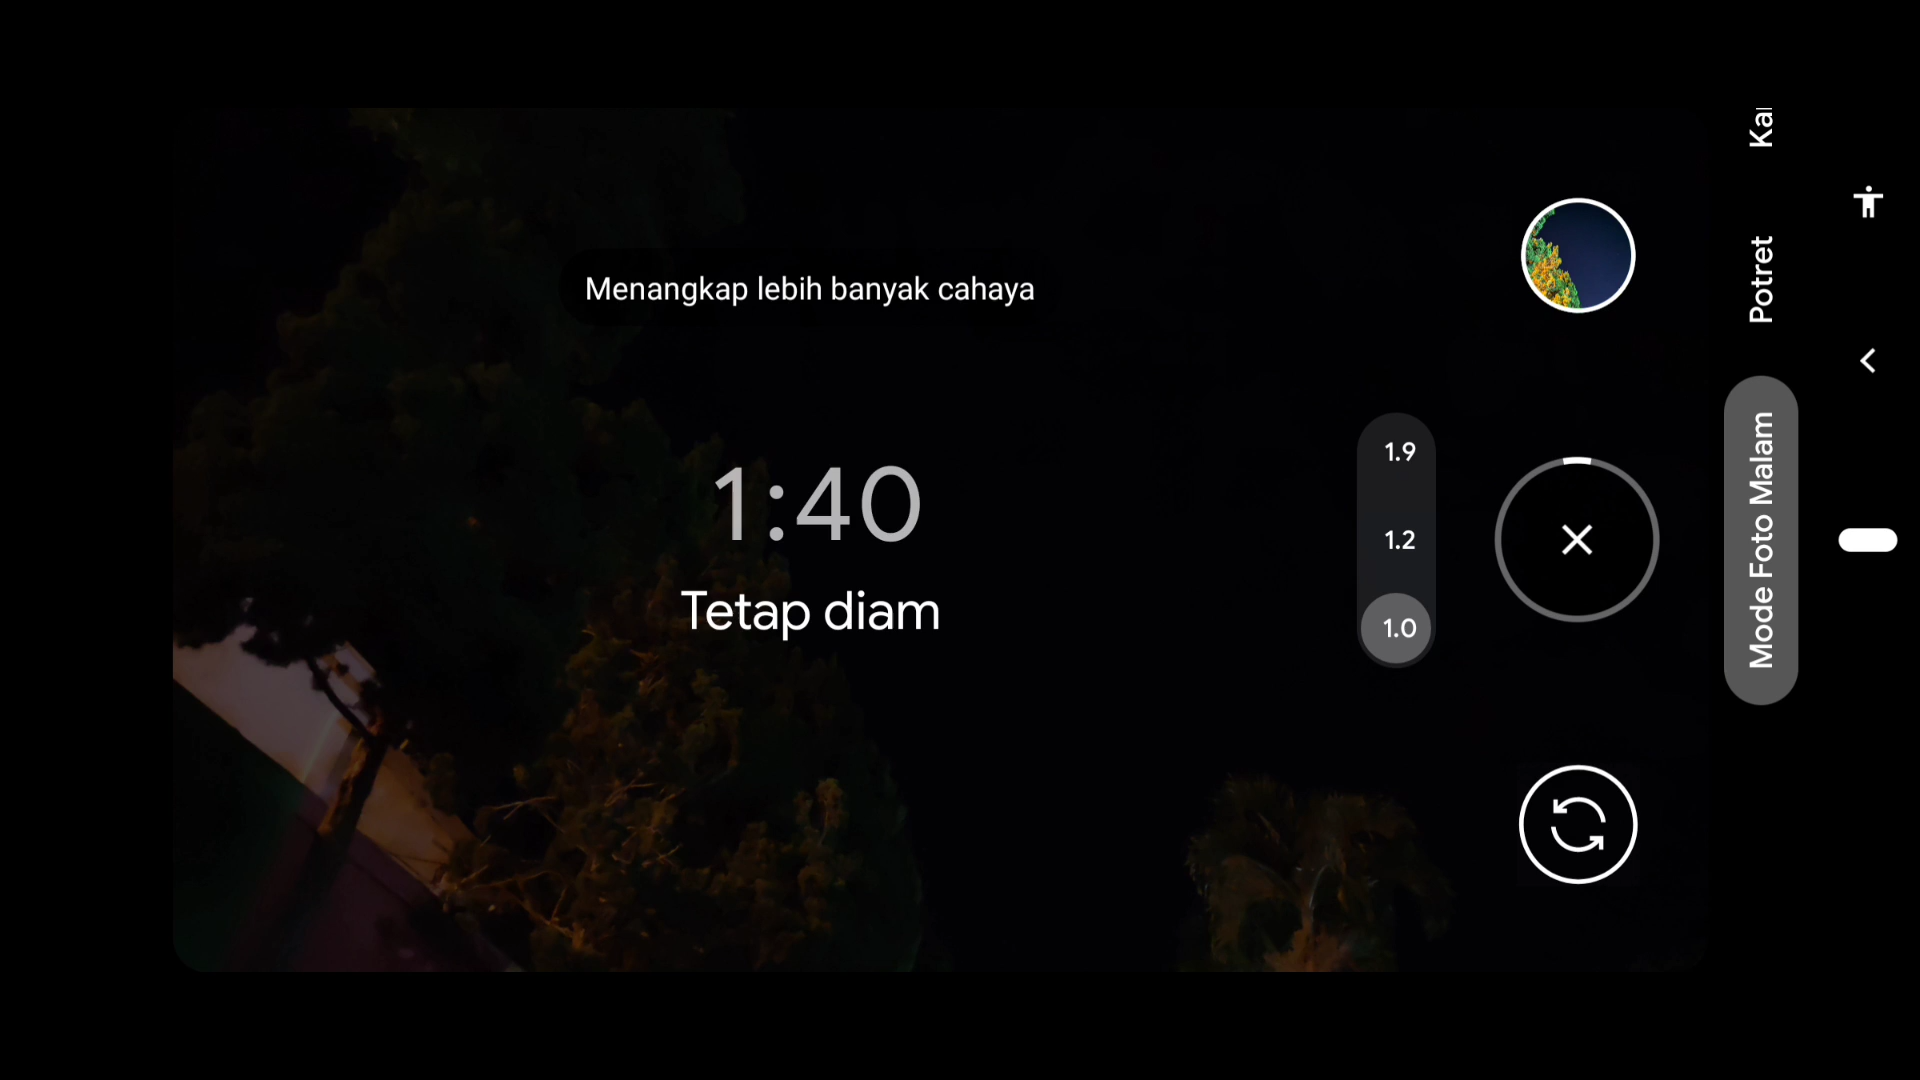 Menangkap lebih banyak cahaya
1:40
Tetap diam
1.9
1.2
1.0
Potret
Mode Foto Malam